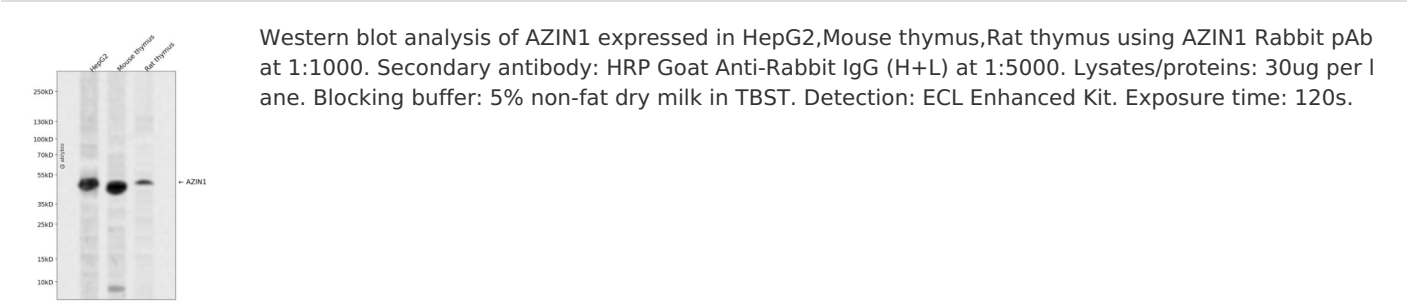 HepG2
Mouse thymus
Rat thymus
250kD
130kD
100kD
70kD
55kD
35kD
25kD
15kD
10kD
@ abbybio
← AZIN1
Western blot analysis of AZIN1 expressed in HepG2,Mouse thymus,Rat thymus using AZIN1 Rabbit pAb
at 1:1000. Secondary antibody: HRP Goat Anti-Rabbit IgG (H+L) at 1:5000. Lysates/proteins: 30ug per l
ane. Blocking buffer: 5% non-fat dry milk in TBST. Detection: ECL Enhanced Kit. Exposure time: 120s.